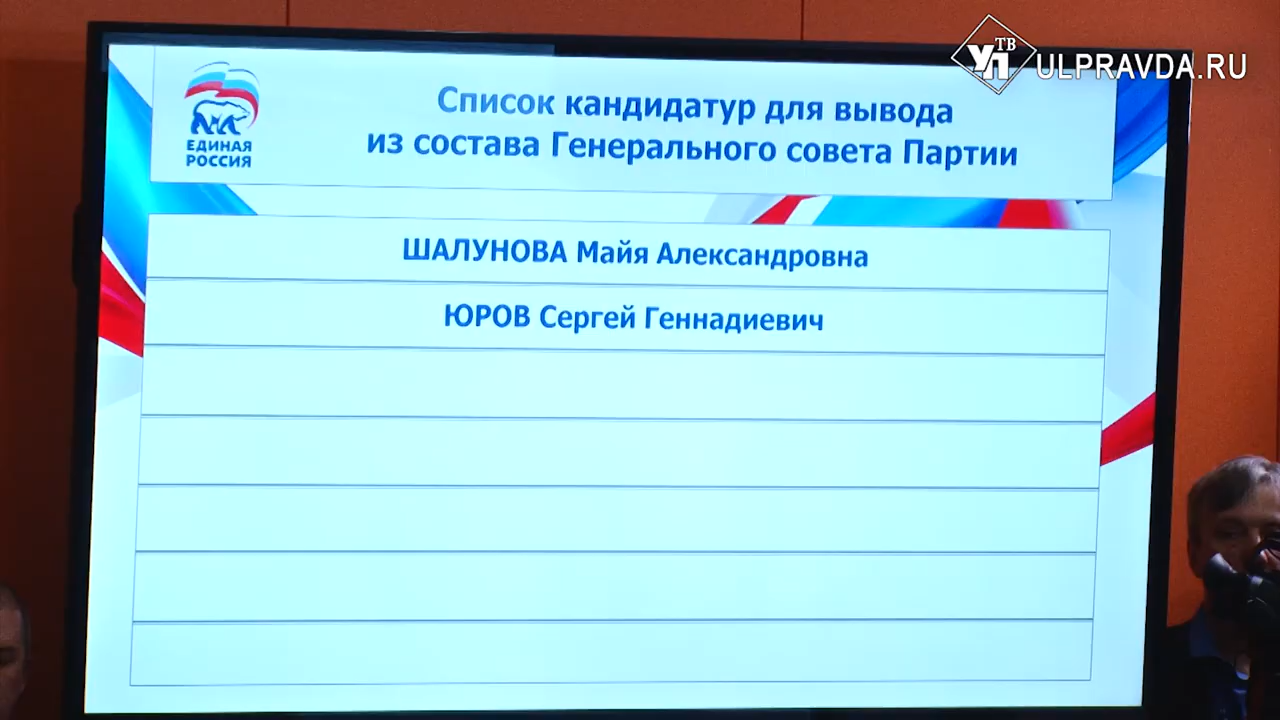 УП ТВ ULPRAVDA.RU
ЕДИНАЯ
РОССИЯ
Список кандидатур для вывода
из состава Генерального совета Партии
ШАЛУНОВА Майя Александровна
ЮРОВ Сергей Геннадиевич